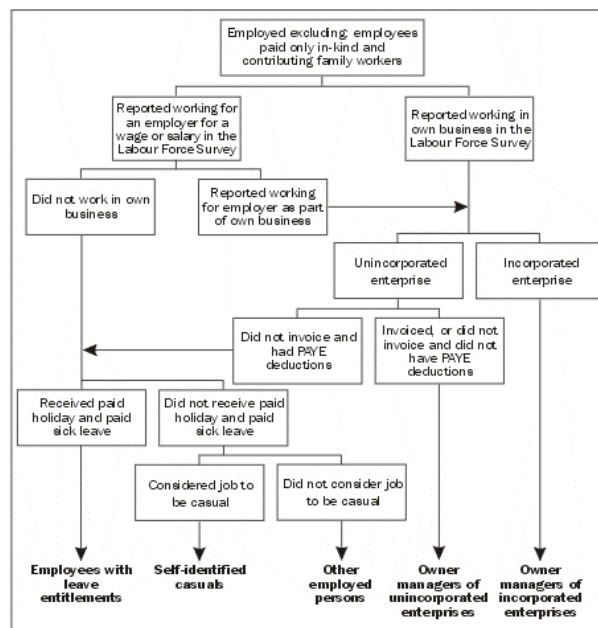 Employed excluding: employees
paid only in-kind and
contributing family workers
Reported working for
an employer for a
wage or salary in the
Labour Force Survey
Reported working in
own business in the
Labour Force Survey
Did not work in own
business
Reported working
for employer as part
of own business
Unincorporated
enterprise
Incorporated
enterprise
Did not invoice and
had PAYE
deductions
Invoiced, or did not
invoice and did not
have PAYE
deductions
Received paid
holiday and paid
sick leave
Did not receive paid
holiday and paid
sick leave
Considered job to
be casual
Did not consider job
to be casual
Employees with
leave
entitlements
Self-identified
casuals
Other
employed
persons
Owner
managers of
unincorporated
enterprises
Owner
managers of
incorporated
enterprises